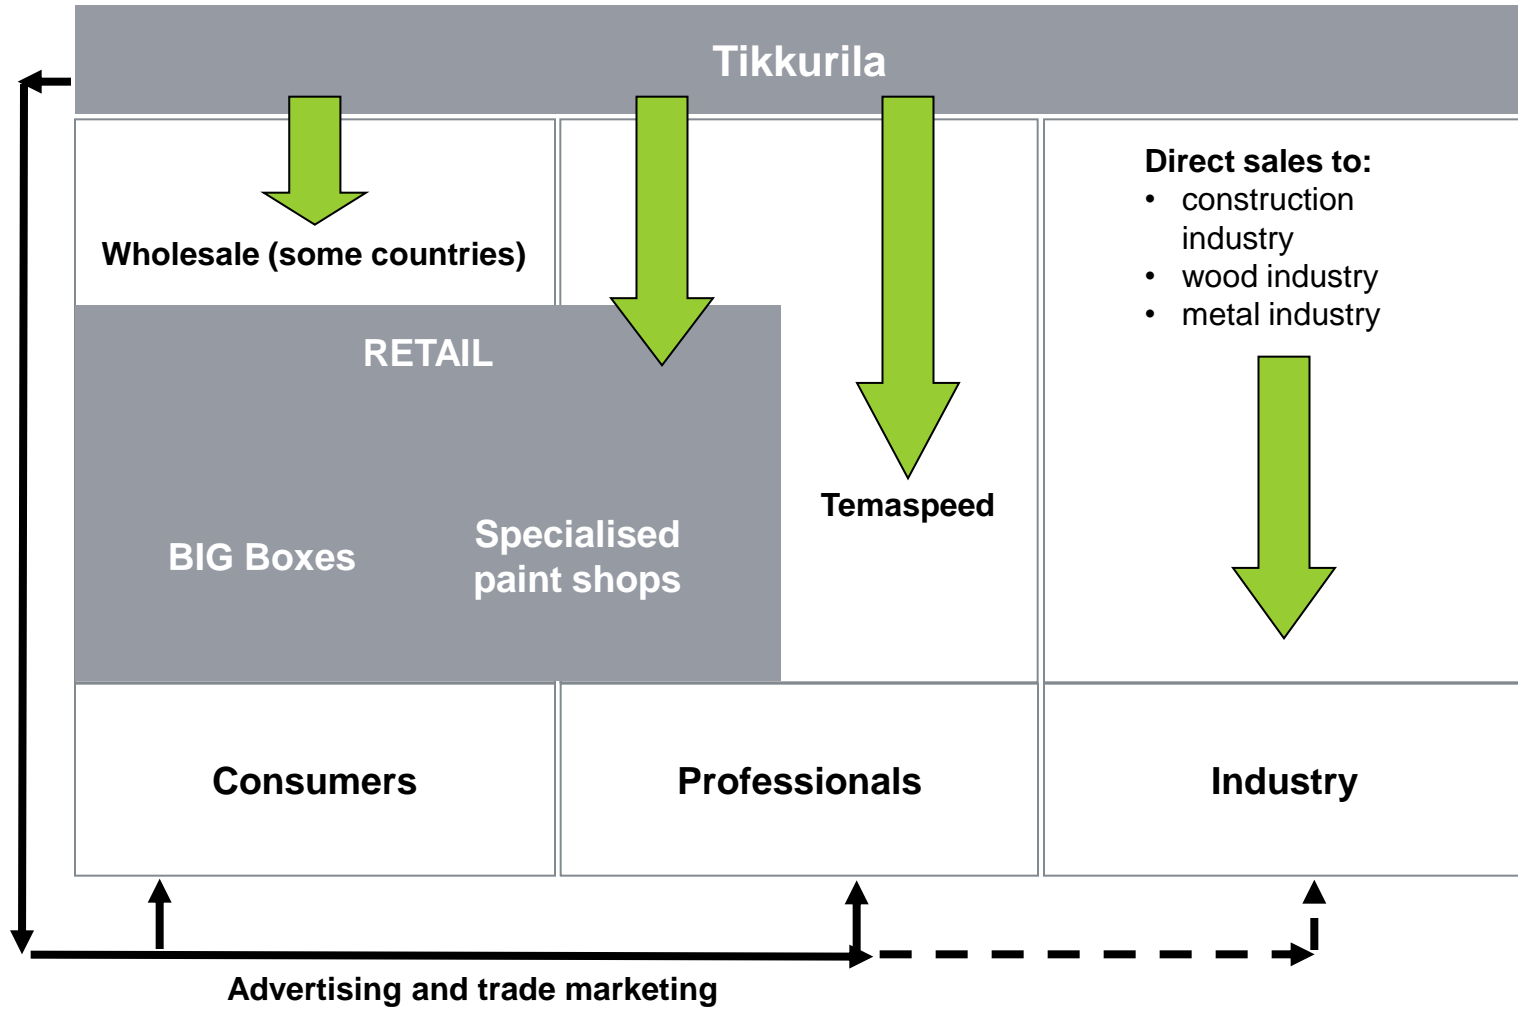 Tikkurila
Wholesale (some countries)
RETAIL
BIG Boxes
Specialised
paint shops
Temaspeed
Direct sales to:
• construction
industry
• wood industry
• metal industry
Consumers
Professionals
Industry
Advertising and trade marketing